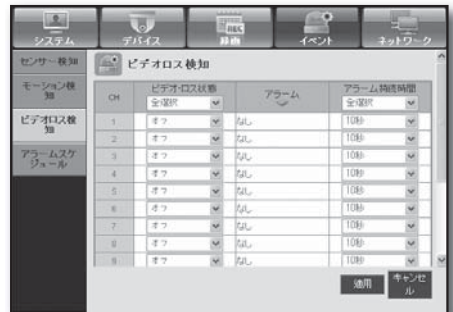 システム
デバイス
録画
イベント
ネットワーク
センサー検知
モーション検
知
ビデオロス検
知
アラームスケ
ジュール
ビデオロス検知
CH
ビデオロス状態
全選択
アラーム
アラーム持続時間
全選択
1 オフ なし 10秒
2 オフ なし 10秒
3 オフ なし 10秒
4 オフ なし 10秒
5 オフ なし 10秒
6 オフ なし 10秒
7 オフ なし 10秒
8 オフ なし 10秒
9 オフ なし 10秒
適用
キャンセ
ル